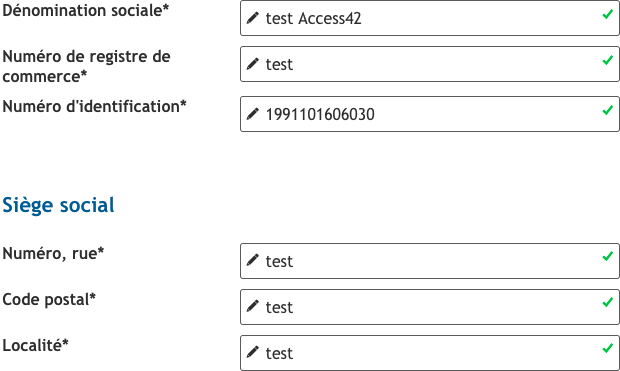 Dénomination sociale*
test Access42
Numéro de registre de
commerce*
test
Numéro d'identification*
1991101606030
Siège social
Numéro, rue*
test
Code postal*
test
Localité*
test